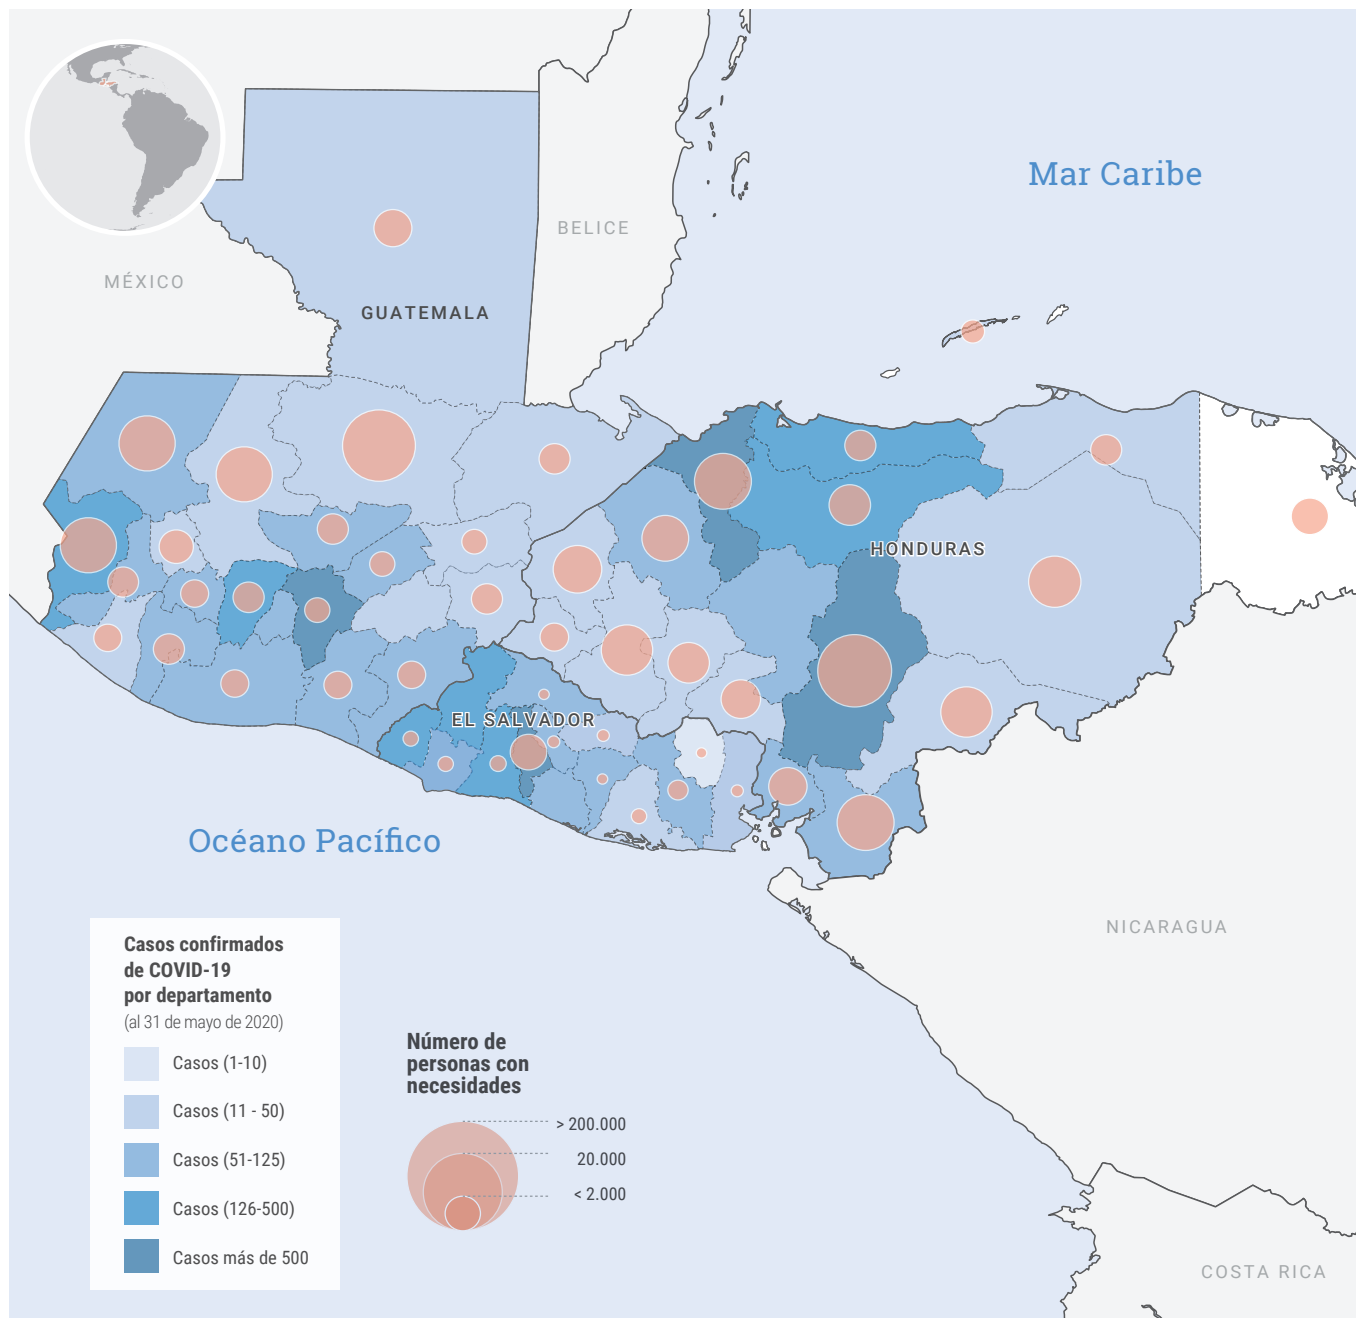 Mar Caribe
BELICE
MÉXICO
GUATEMALA
HONDURAS
EL SALVADOR
Océano Pacífico
NICARAGUA
COSTA RICA
Casos confirmados
de COVID-19
por departamento
(al 31 de mayo de 2020)
Casos (1-10)
Casos (11 - 50)
Casos (51-125)
Casos (126-500)
Casos más de 500
Número de
personas con
necesidades
> 200.000
20.000
< 2.000